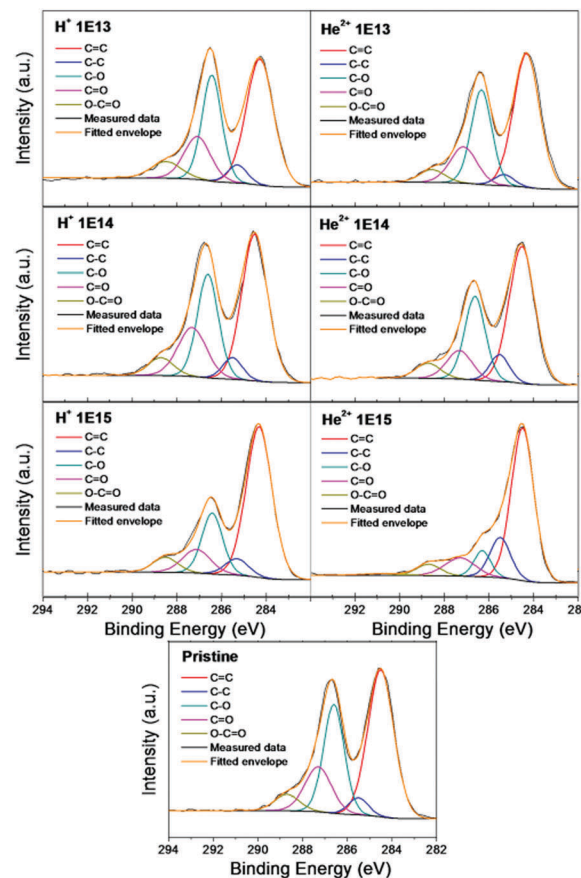 H⁺ 1E13
C=C
C-C
C-O
C=O
O-C=O
Measured data
Fitted envelope
Intensity (a.u.)
He²⁺ 1E13
C=C
C-C
C-O
C=O
O-C=O
Measured data
Fitted envelope
H⁺ 1E14
C=C
C-C
C-O
C=O
O-C=O
Measured data
Fitted envelope
Intensity (a.u.)
He²⁺ 1E14
C=C
C-C
C-O
C=O
O-C=O
Measured data
Fitted envelope
H⁺ 1E15
C=C
C-C
C-O
C=O
O-C=O
Measured data
Fitted envelope
Intensity (a.u.)
He²⁺ 1E15
C=C
C-C
C-O
C=O
O-C=O
Measured data
Fitted envelope
294 292 290 288 286 284 294 292 290 288 286 284 28
Binding Energy (eV) Binding Energy (eV)
Pristine
C=C
C-C
C-O
C=O
O-C=O
Measured data
Fitted envelope
Intensity (a.u.)
294 292 290 288 286 284 282
Binding Energy (eV)